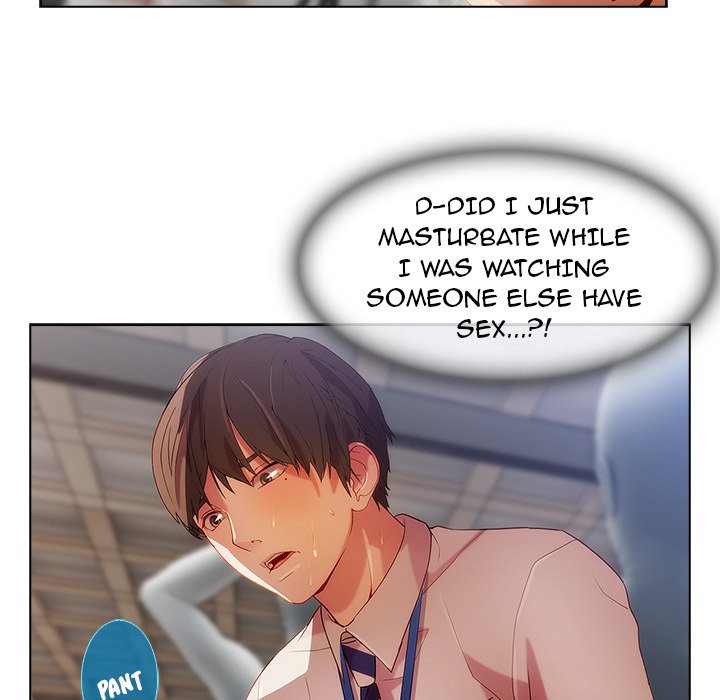 D-DID I JUST
MASTURBATE WHILE
I WAS WATCHING
SOMEONE ELSE HAVE
SEX...?!
PANT